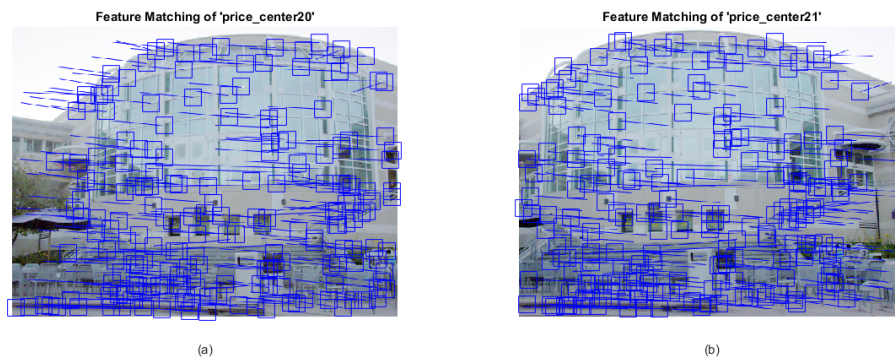 Feature Matching of 'price_center20'
Feature Matching of 'price_center21'
(a)
(b)